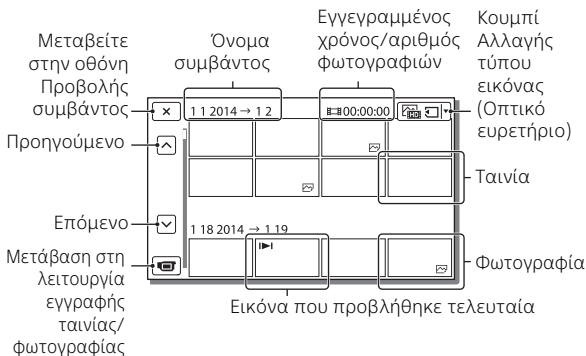 Μεταβείτε
στην οθόνη
Προβολής
συμβάντος
Όνομα
συμβάντος
Εγγεγραμμένος
χρόνος/αριθμός
φωτογραφιών
Κουμπί
Αλλαγής
τύπου
εικόνας
(Οπτικό
ευρετήριο)
1 1 2014 → 1 2
00:00:00
HD
Προηγούμενο
Ταινία
Επόμενο
1 18 2014 → 1 19
Μετάβαση στη
λειτουργία
εγγραφής
ταινίας/
φωτογραφίας
Φωτογραφία
Εικόνα που προβλήθηκε τελευταία